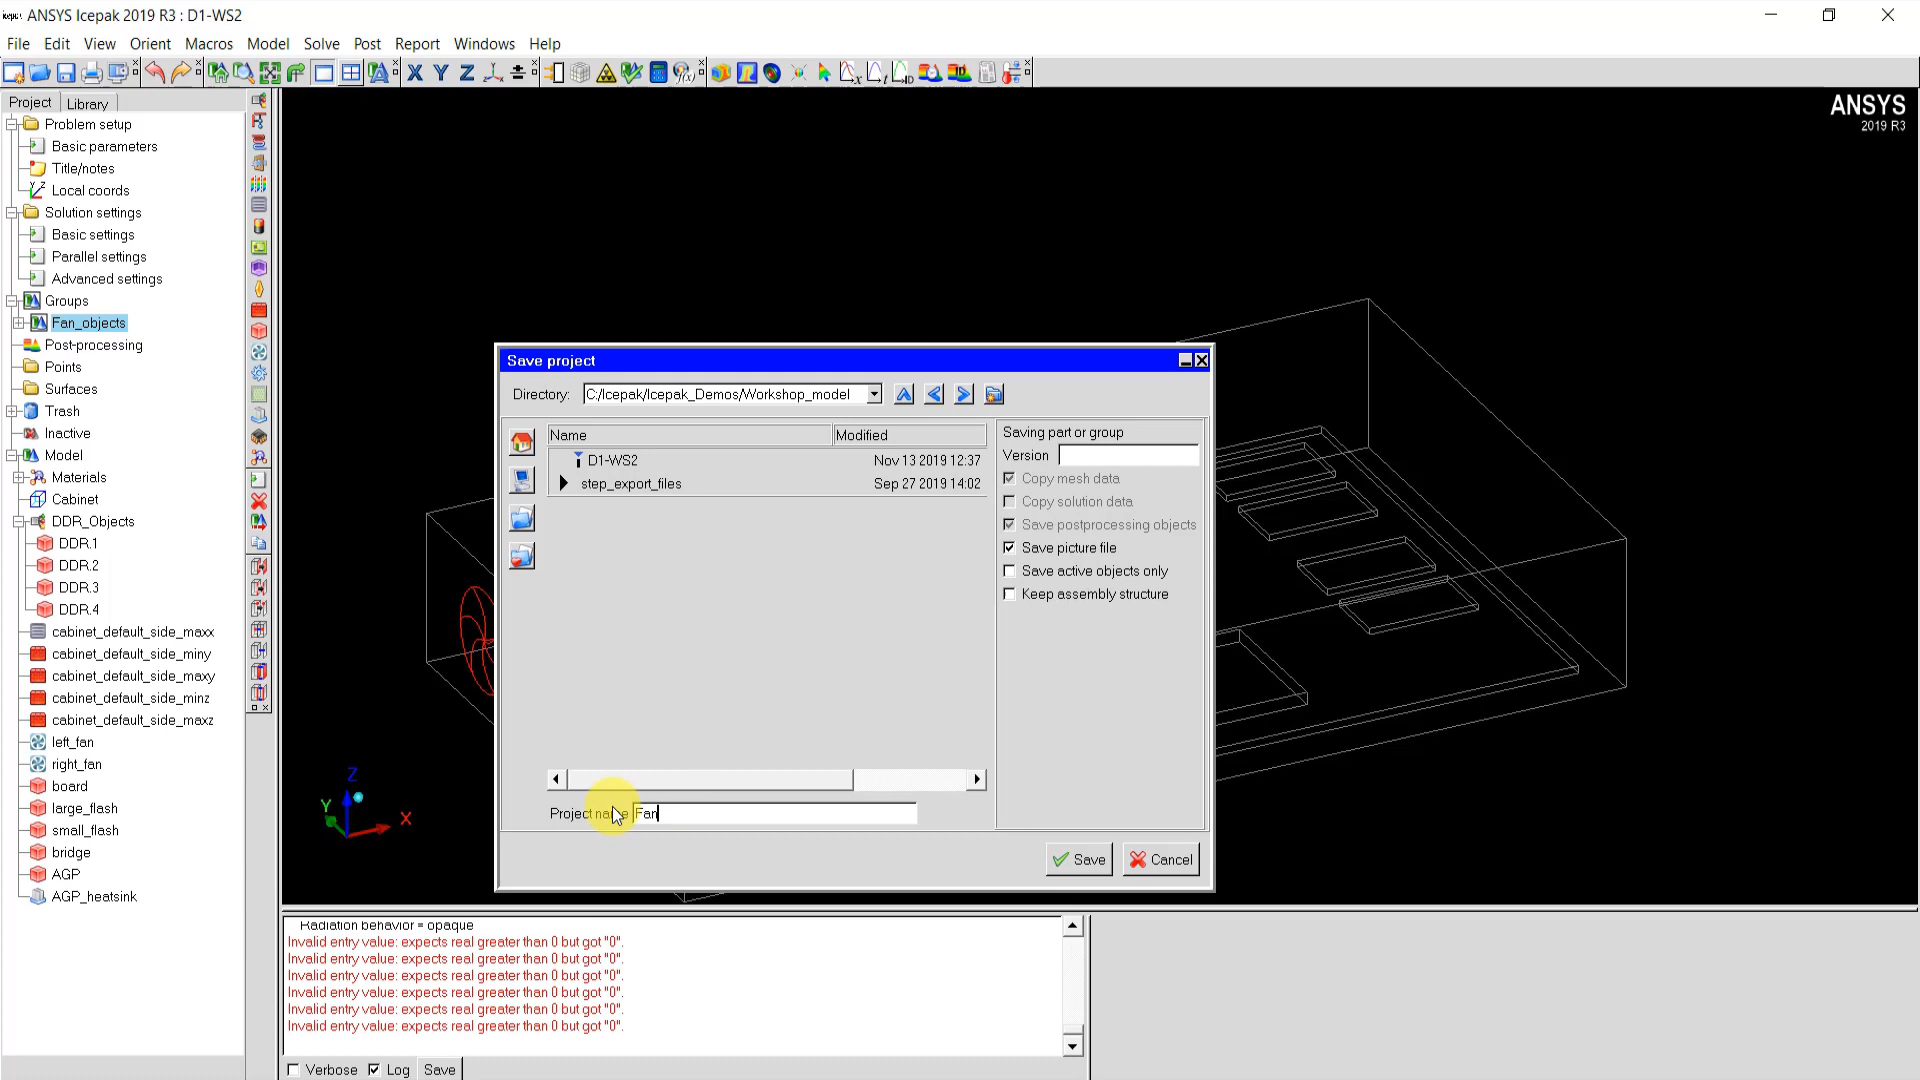 ANSYS Icepak 2019 R3 : D1-WS2
File Edit View Orient Macros Model Solve Post Report Windows Help
X Y Z
Project Library
ANSYS
2019 R3
Problem setup
Basic parameters
Title/notes
Local coords
Solution settings
Basic settings
Parallel settings
Advanced settings
Groups
Fan_objects
Post-processing
Points
Surfaces
Trash
Inactive
Model
Materials
Cabinet
DDR_Objects
DDR.1
DDR.2
DDR.3
DDR.4
cabinet_default_side_maxx
cabinet_default_side_miny
cabinet_default_side_maxy
cabinet_default_side_minz
cabinet_default_side_maxz
left_fan
right_fan
board
large_flash
small_flash
bridge
AGP
AGP_heatsink
Save project
Directory: C:/Icepak/Icepak_Demos/Workshop_model
Name Modified
D1-WS2 Nov 13 2019 12:37
step_export_files Sep 27 2019 14:02
Saving part or group
Version
Copy mesh data
Copy solution data
Save postprocessing objects
Save picture file
Save active objects only
Keep assembly structure
Project name Fan
Save Cancel
Z
Y
X
Radiation behavior = opaque
Invalid entry value: expects real greater than 0 but got "0".
Invalid entry value: expects real greater than 0 but got "0".
Invalid entry value: expects real greater than 0 but got "0".
Invalid entry value: expects real greater than 0 but got "0".
Invalid entry value: expects real greater than 0 but got "0".
Invalid entry value: expects real greater than 0 but got "0".
Verbose Log Save